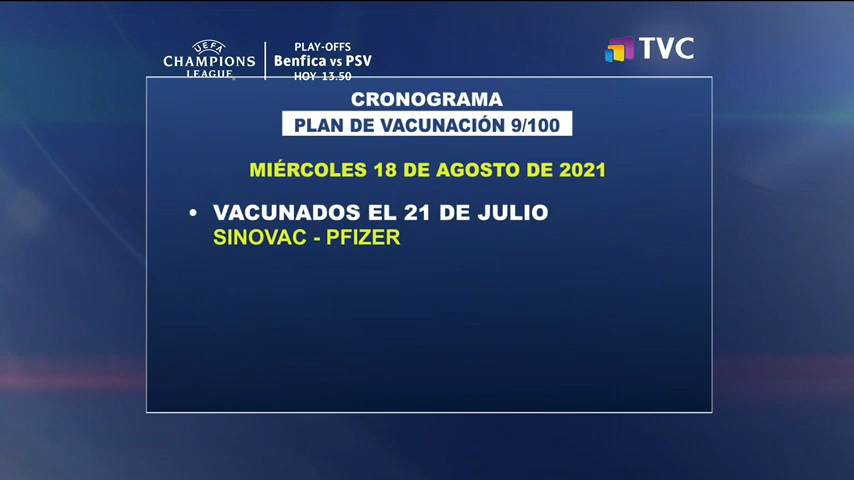 UEFA
CHAMPIONS
LEAGUE
PLAY-OFFS
Benfica vs PSV
HOY 13.50
TVC
CRONOGRAMA
PLAN DE VACUNACIÓN 9/100
MIÉRCOLES 18 DE AGOSTO DE 2021
• VACUNADOS EL 21 DE JULIO
SINOVAC - PFIZER